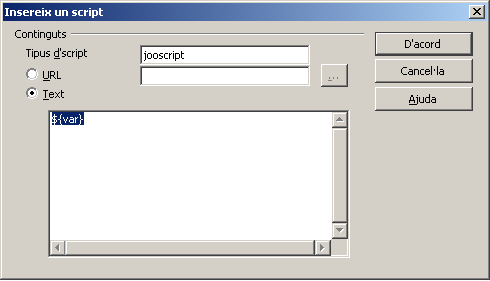 Insereix un script
Continguts
Tipus d'script
jooscript
URL
...
Text
${var}
D'acord
Cancel·la
Ajuda